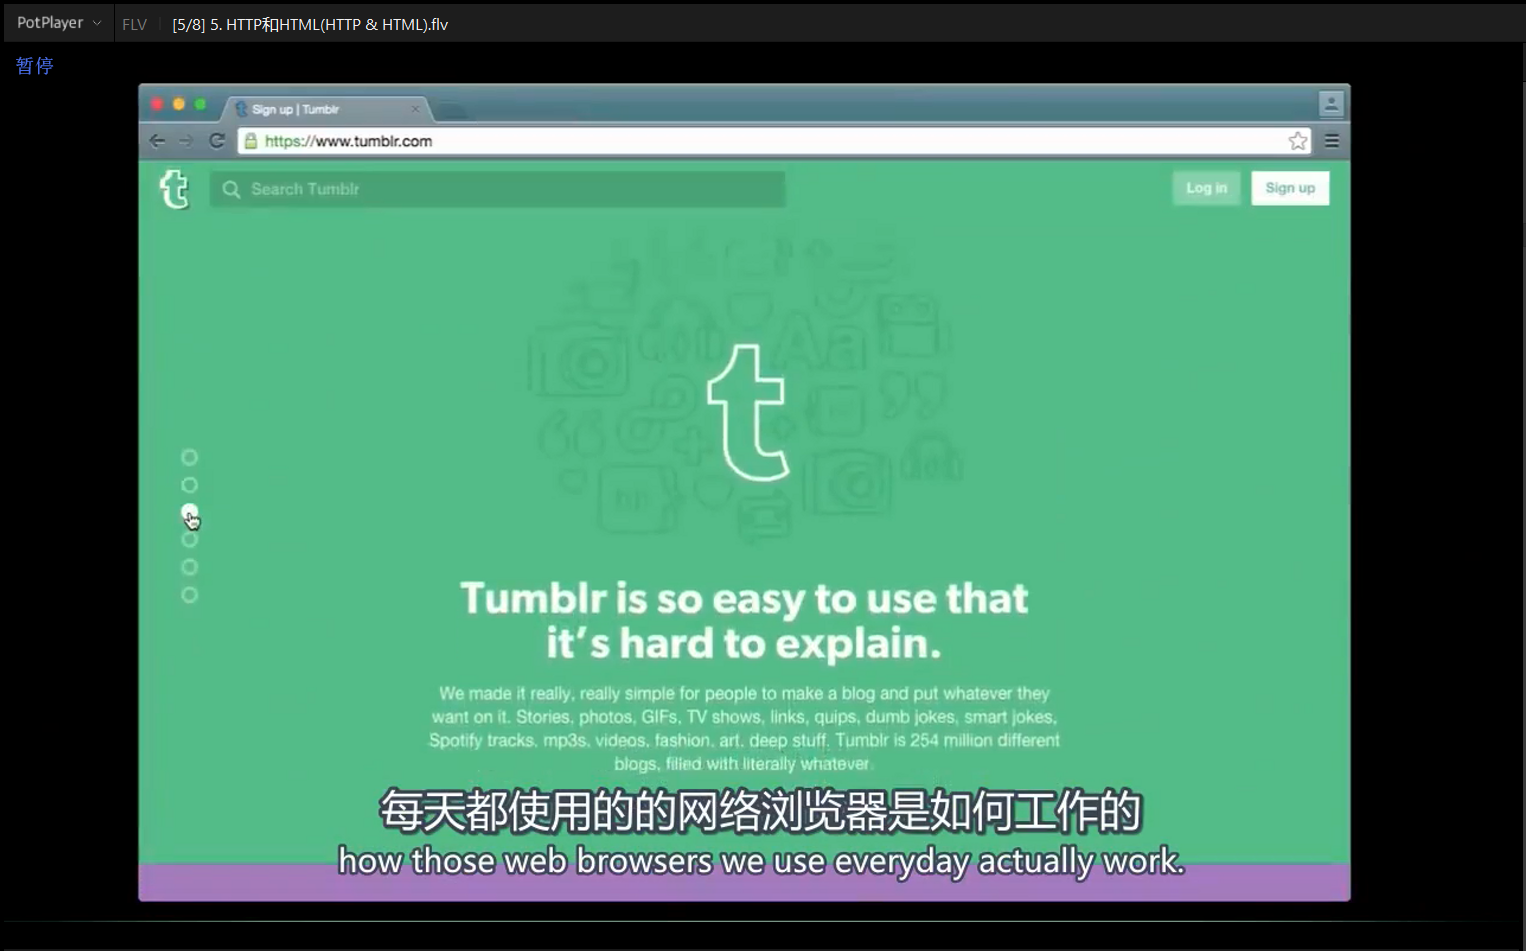 PotPlayer FLV [5/8] 5. HTTP和HTML(HTTP & HTML).flv
暂停
Sign up | Tumblr
https://www.tumblr.com
t Search Tumblr Log in Sign up
Aa
t
Tumblr is so easy to use that
it's hard to explain.
We made it really, really simple for people to make a blog and put whatever they
want on it. Stories, photos, GIFs, TV shows, links, quips, dumb jokes, smart jokes,
Spotify tracks, mp3s, videos, fashion, art, deep stuff. Tumblr is 254 million different
blogs, filled with literally whatever.
每天都使用的的网络浏览器是如何工作的
how those web browsers we use everyday actually work.